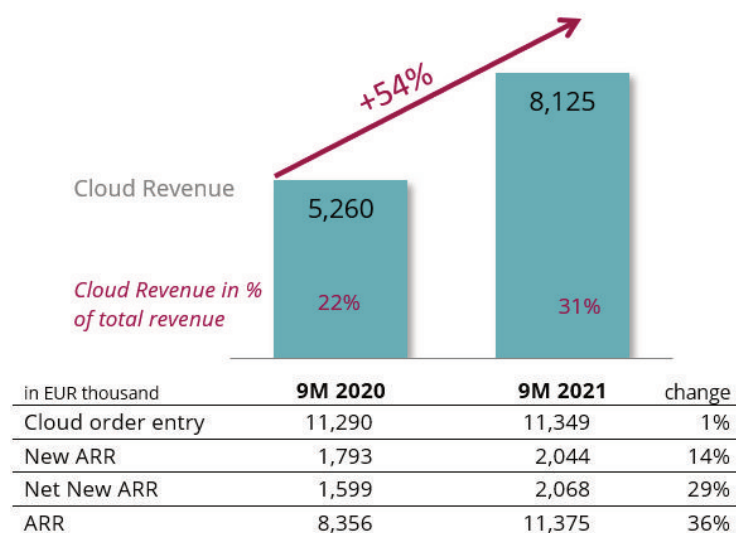 +54%
8,125
Cloud Revenue
5,260
Cloud Revenue in %
of total revenue
22%
31%
in EUR thousand 9M 2020 9M 2021 change
Cloud order entry 11,290 11,349 1%
New ARR 1,793 2,044 14%
Net New ARR 1,599 2,068 29%
ARR 8,356 11,375 36%